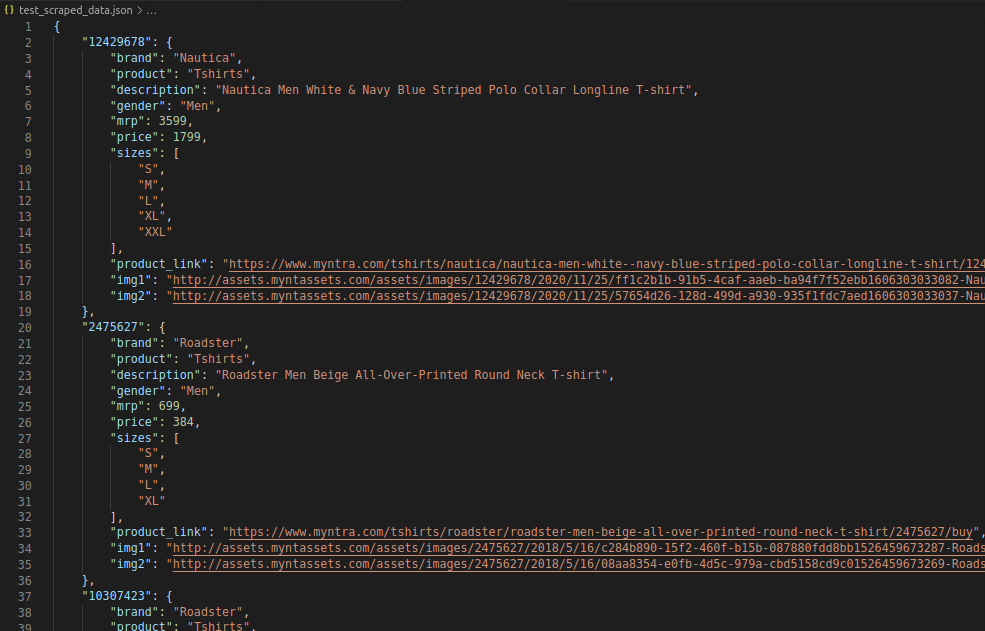 {} test_scraped_data.json > ...
1 {
2 "12429678": {
3 "brand": "Nautica",
4 "product": "Tshirts",
5 "description": "Nautica Men White & Navy Blue Striped Polo Collar Longline T-shirt",
6 "gender": "Men",
7 "mrp": 3599,
8 "price": 1799,
9 "sizes": [
10 "S",
11 "M",
12 "L",
13 "XL",
14 "XXL"
15 ],
16 "product_link": "https://www.myntra.com/tshirts/nautica/nautica-men-white--navy-blue-striped-polo-collar-longline-t-shirt/124
17 "img1": "http://assets.myntassets.com/assets/images/12429678/2020/11/25/ff1c2b1b-91b5-4caf-aaeb-ba94f7f52ebb1606303033082-Nau
18 "img2": "http://assets.myntassets.com/assets/images/12429678/2020/11/25/57654d26-128d-499d-a930-935f1fdc7aed1606303033037-Nau
19 },
20 "2475627": {
21 "brand": "Roadster",
22 "product": "Tshirts",
23 "description": "Roadster Men Beige All-Over-Printed Round Neck T-shirt",
24 "gender": "Men",
25 "mrp": 699,
26 "price": 384,
27 "sizes": [
28 "S",
29 "M",
30 "L",
31 "XL"
32 ],
33 "product_link": "https://www.myntra.com/tshirts/roadster/roadster-men-beige-all-over-printed-round-neck-t-shirt/2475627/buy",
34 "img1": "http://assets.myntassets.com/assets/images/2475627/2018/5/16/c284b890-15f2-460f-b15b-087880fdd8bb1526459673287-Roads
35 "img2": "http://assets.myntassets.com/assets/images/2475627/2018/5/16/08aa8354-e0fb-4d5c-979a-cbd5158cd9c01526459673269-Roads
36 },
37 "10307423": {
38 "brand": "Roadster",
39 "product": "Tshirts",